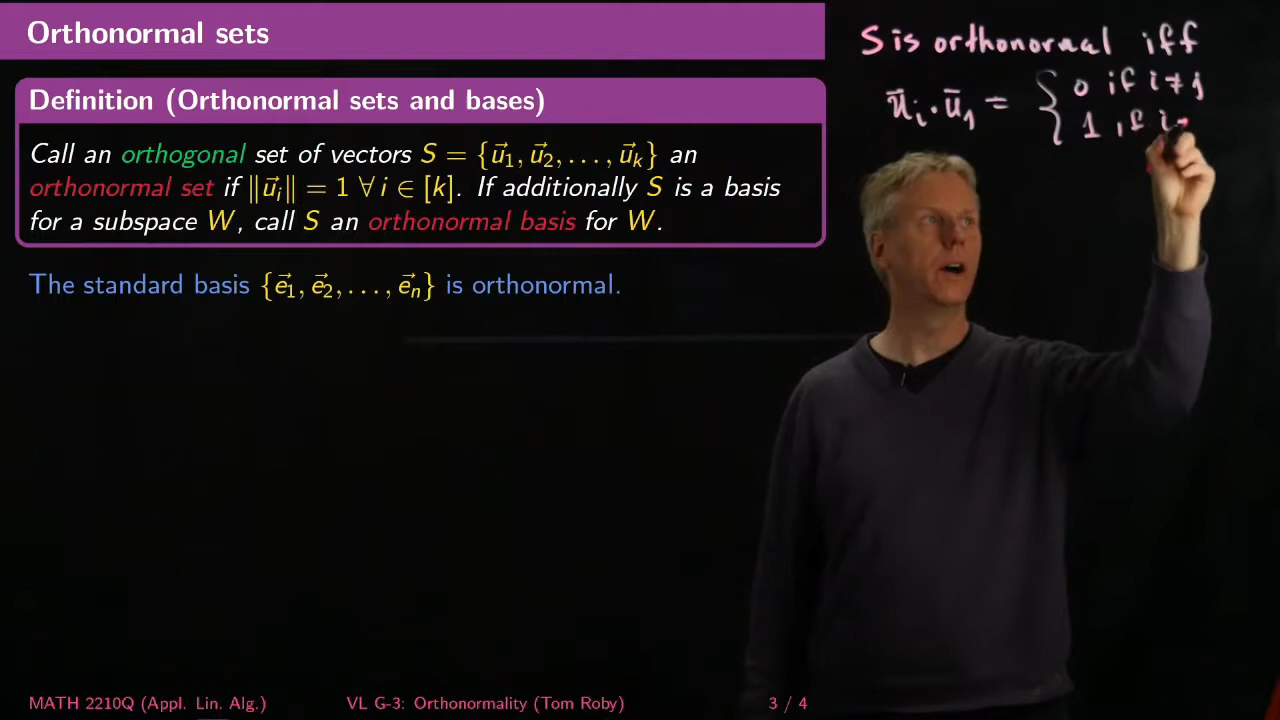 Orthonormal sets
Definition (Orthonormal sets and bases)
Call an orthogonal set of vectors S = {u⃗₁, u⃗₂, . . . , u⃗ₖ} an
orthonormal set if ‖u⃗ᵢ‖ = 1 ∀ i ∈ [k]. If additionally S is a basis
for a subspace W, call S an orthonormal basis for W.
The standard basis {e⃗₁, e⃗₂, . . . , e⃗ₙ} is orthonormal.
S is orthonormal iff
u⃗ᵢ · u⃗ⱼ = { 0 if i ≠ j
1 if i =
MATH 2210Q (Appl. Lin. Alg.) VL G-3: Orthonormality (Tom Roby) 3 / 4